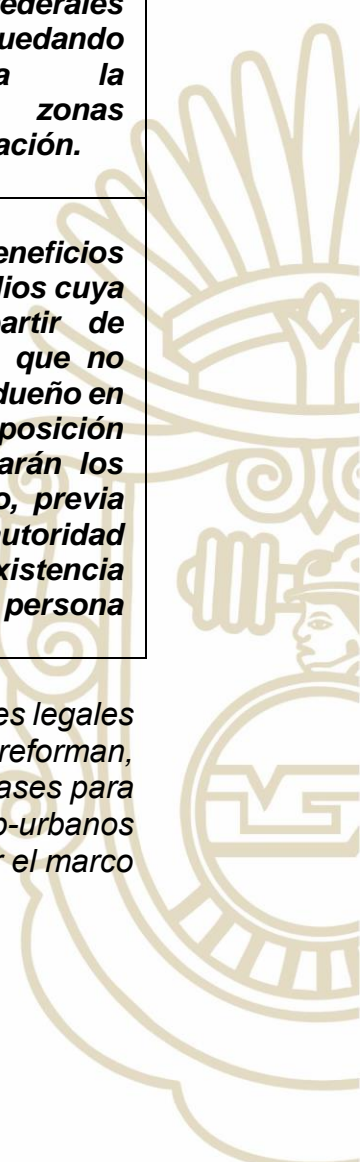 ederales
uedando
a la
zonas
ación.
eneficios
lios cuya
artir de
que no
dueño en
posición
arán los
o, previa
utoridad
xistencia
persona
es legales
reforman,
ases para
o-urbanos
r el marco